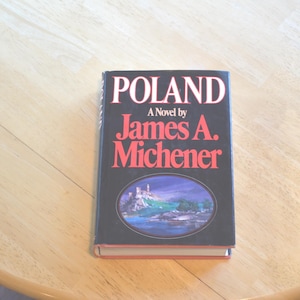 POLAND
A Novel by
James A.
Michener